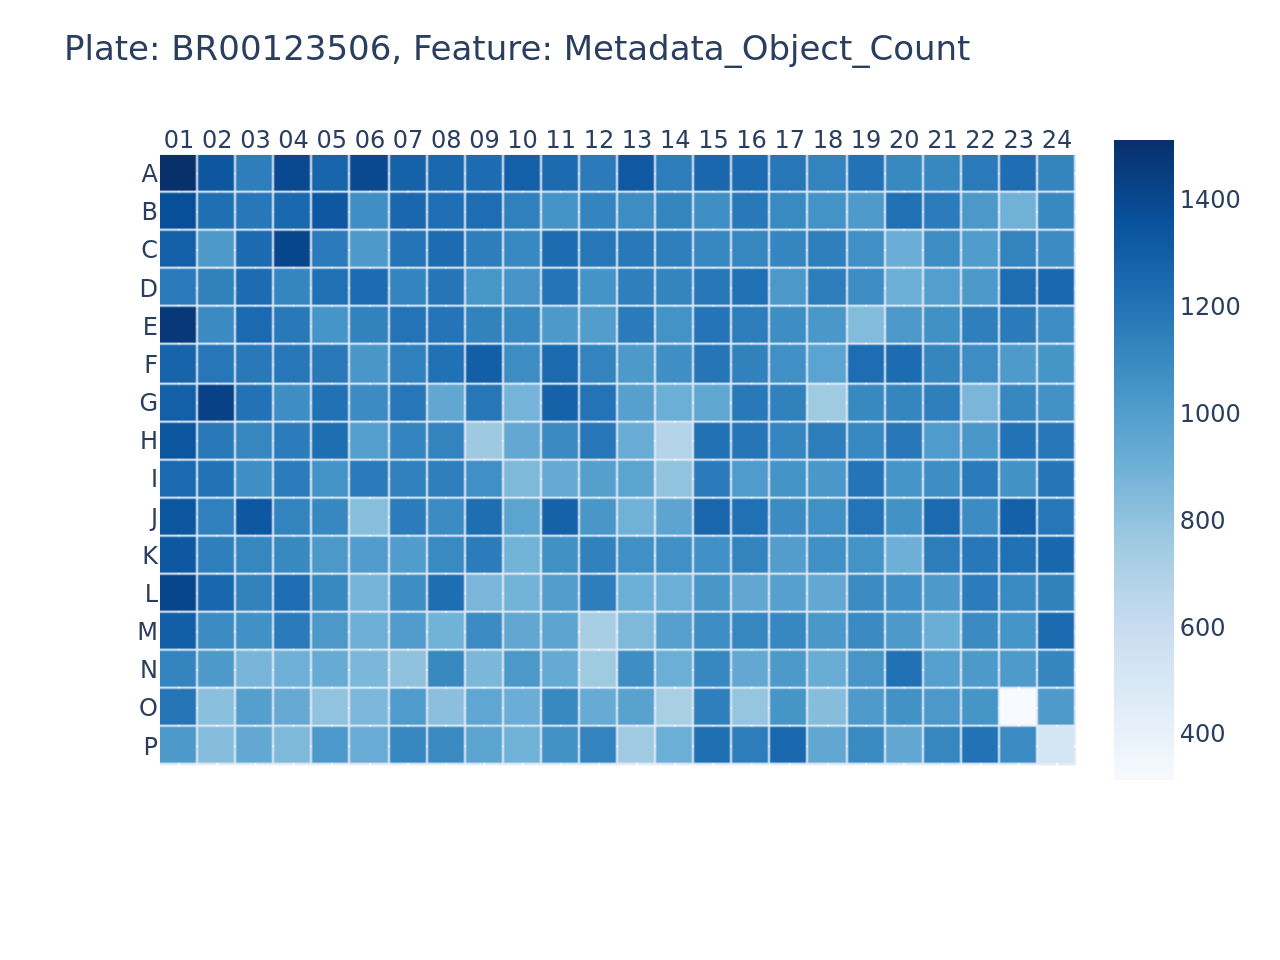 Plate: BR00123506, Feature: Metadata_Object_Count
01 02 03 04 05 06 07 08 09 10 11 12 13 14 15 16 17 18 19 20 21 22 23 24
A
B
C
D
E
F
G
H
I
J
K
L
M
N
O
P
1400
1200
1000
800
600
400